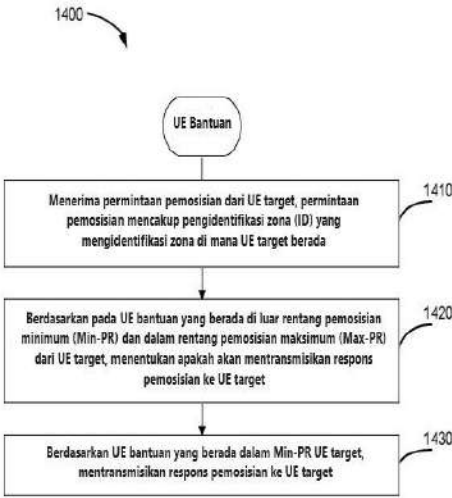 1400
UE Bantuan
1410
Menerima permintaan pemosisian dari UE target, permintaan
pemosisian mencakup pengidentifikasi zona (ID) yang
mengidentifikasi zona di mana UE target berada
1420
Berdasarkan pada UE bantuan yang berada di luar rentang pemosisian
minimum (Min-PR) dan dalam rentang pemosisian maksimum (Max-PR)
dari UE target, menentukan apakah akan mentransmisikan respons
pemosisian ke UE target
1430
Berdasarkan UE bantuan yang berada dalam Min-PR UE target,
mentransmisikan respons pemosisian ke UE target